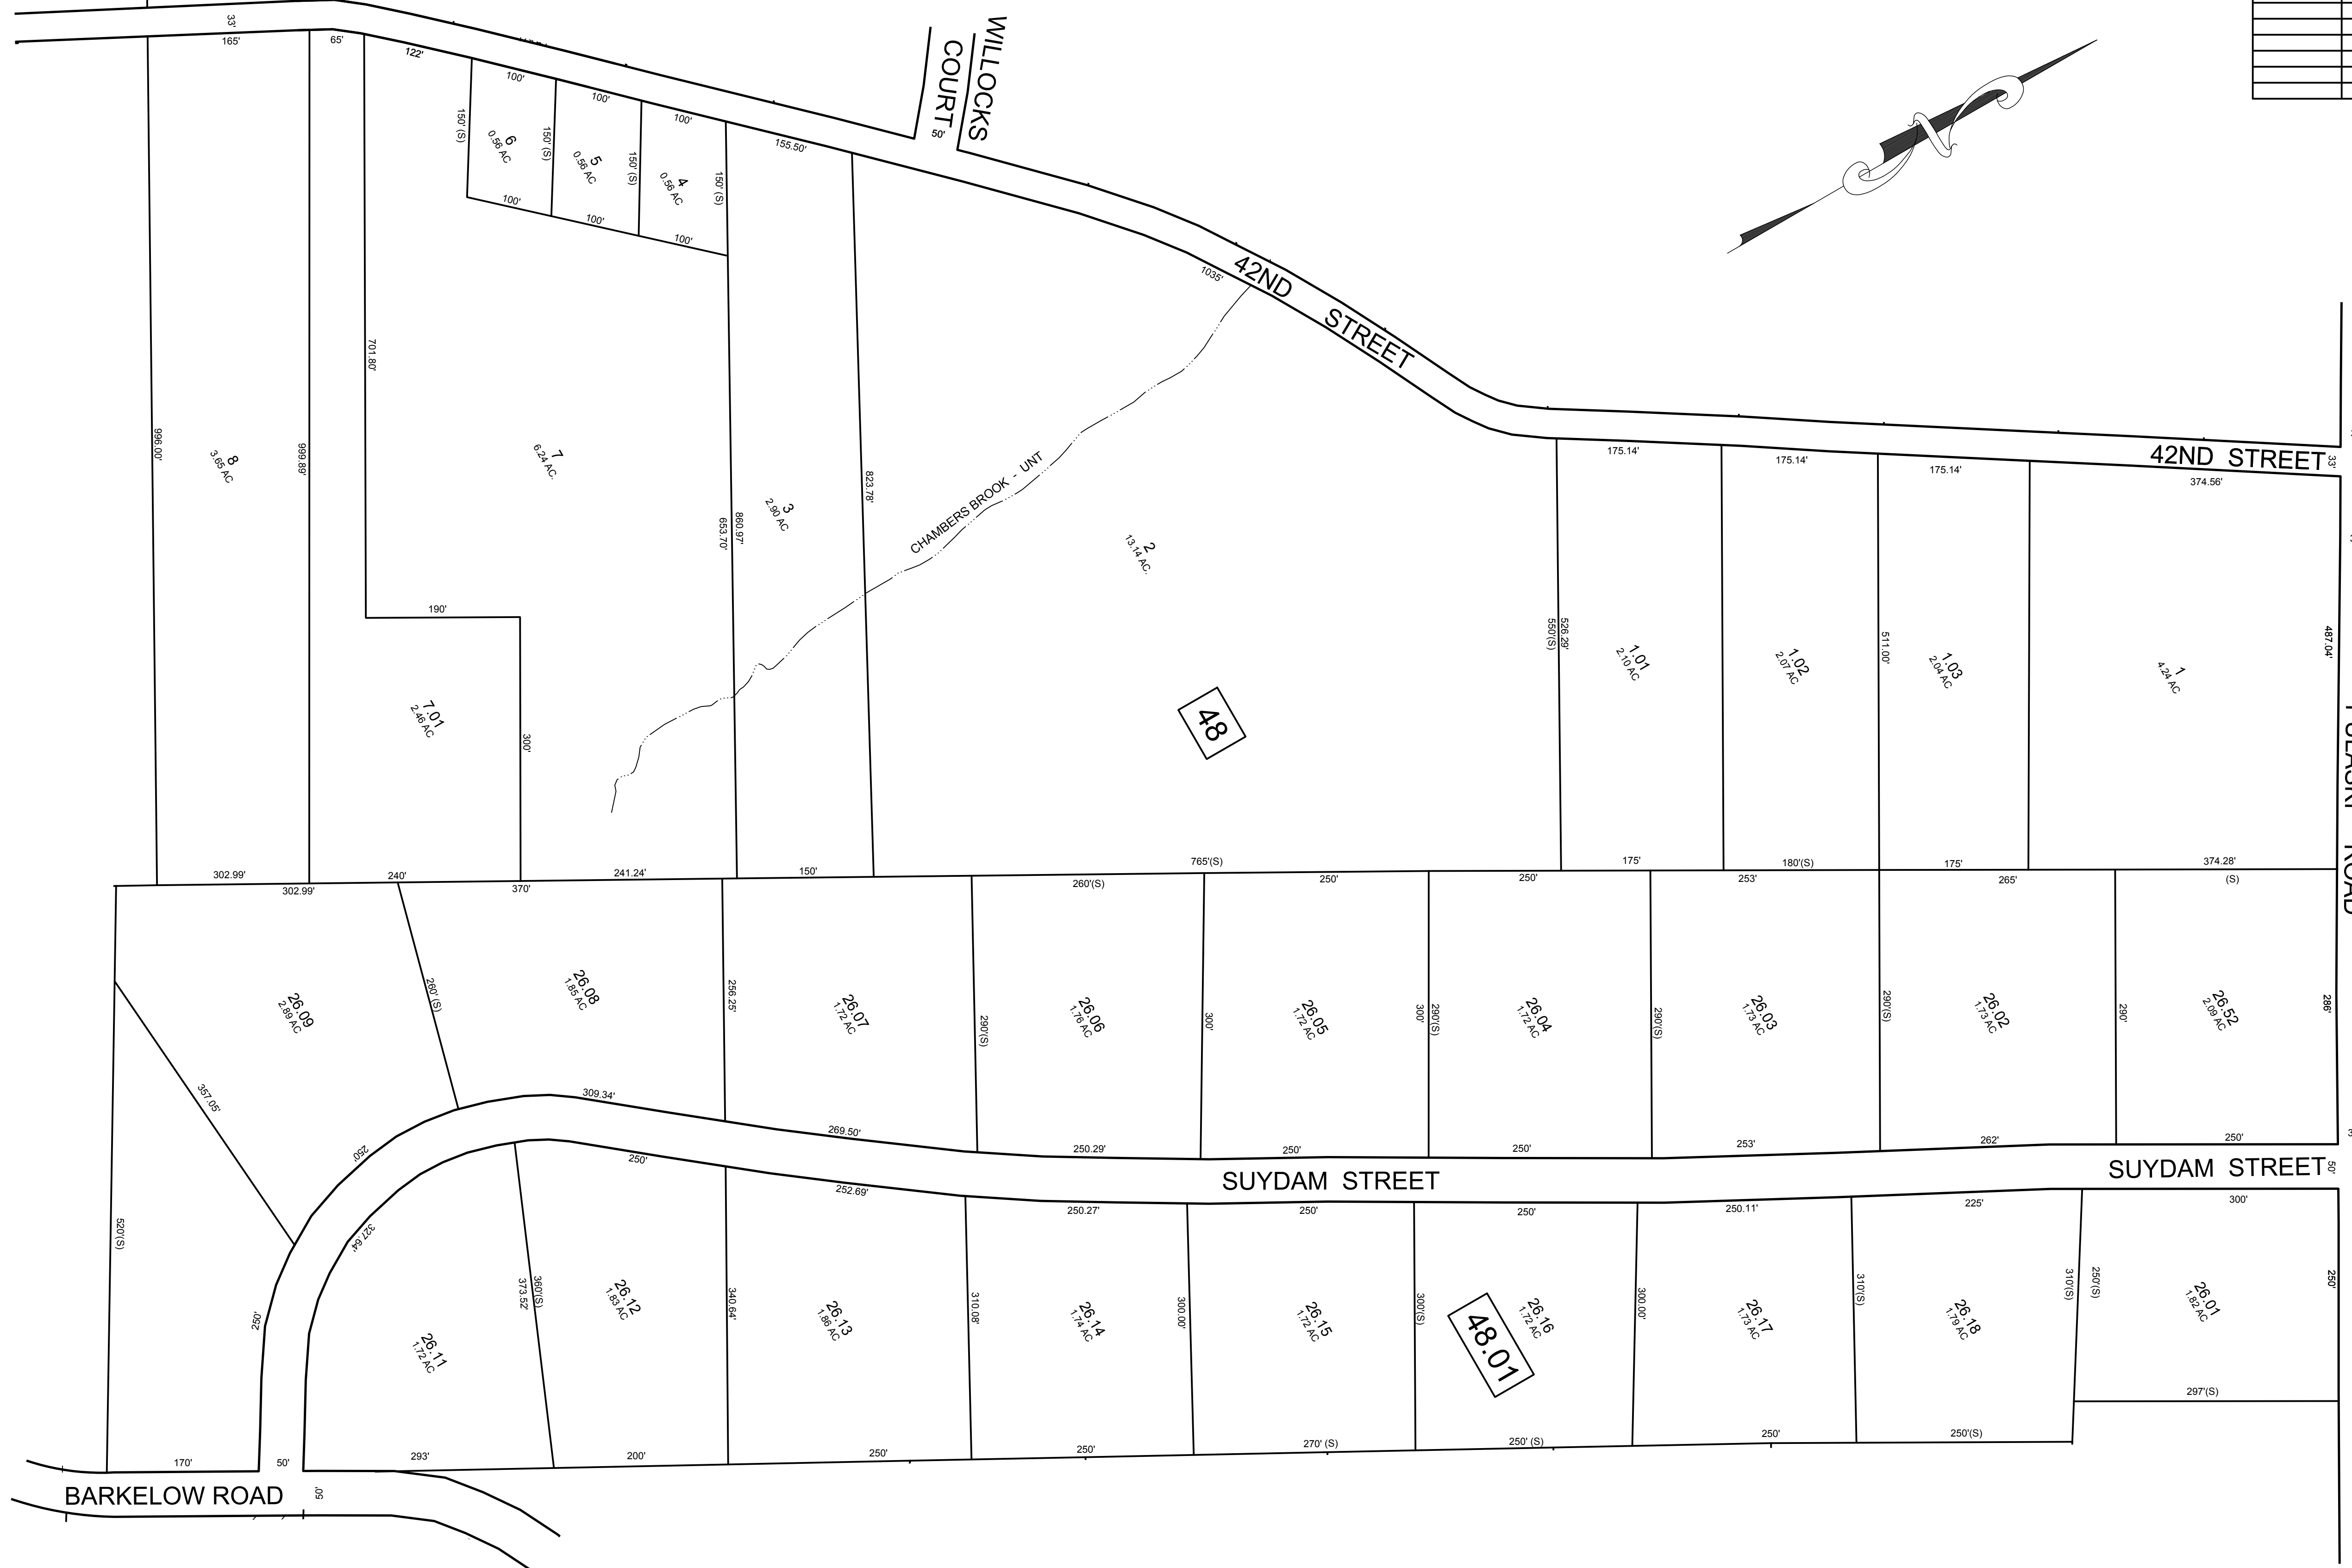 33'
165'
65'
122'
100'
100'
100'
155.50'
WILLOCKS
COURT
50'
150' (S)
6
0.56 AC
150' (S)
5
0.56 AC
150' (S)
4
0.56 AC
150' (S)
100'
100'
100'
1035'
42ND STREET
175.14'
175.14'
175.14'
42ND STREET
33'
374.56'
996.00'
8
3.65 AC
999.89'
701.80'
7
6.24 AC.
653.70'
860.97'
3
2.90 AC
823.78'
CHAMBERS BROOK - UNT
2
13.14 AC.
190'
7.01
2.46 AC
300'
48
550'(S)
526.29'
1.01
2.10 AC
1.02
2.07 AC
511.00'
1.03
2.04 AC
1
4.24 AC
487.04'
ROAD
302.99'
240'
241.24'
150'
765'(S)
175'
180'(S)
175'
374.28'
302.99'
370'
260'(S)
250'
250'
253'
265'
(S)
26.09
2.89 AC
260' (S)
26.08
1.85 AC
256.25'
26.07
1.72 AC
290'(S)
26.06
1.76 AC
300'
26.05
1.72 AC
300'
290'(S)
26.04
1.72 AC
290'(S)
26.03
1.73 AC
290'(S)
26.02
1.73 AC
290'
26.52
2.09 AC
286'
357.05'
250'
309.34'
269.50'
250.29'
250'
250'
253'
262'
250'
SUYDAM STREET
SUYDAM STREET
50'
520'(S)
250'
327.64'
250'
252.69'
250.27'
250'
250'
250.11'
225'
300'
26.11
1.72 AC
373.52'
360'(S)
26.12
1.83 AC
340.64'
26.13
1.86 AC
310.08'
26.14
1.74 AC
300.00'
26.15
1.72 AC
300'(S)
48.01
26.16
1.72 AC
300.00'
26.17
1.73 AC
310'(S)
26.18
1.79 AC
310'(S)
250'(S)
26.01
1.82 AC
250'
297'(S)
170'
50'
293'
200'
250'
250'
270' (S)
250' (S)
250'
250'(S)
BARKELOW ROAD
50'